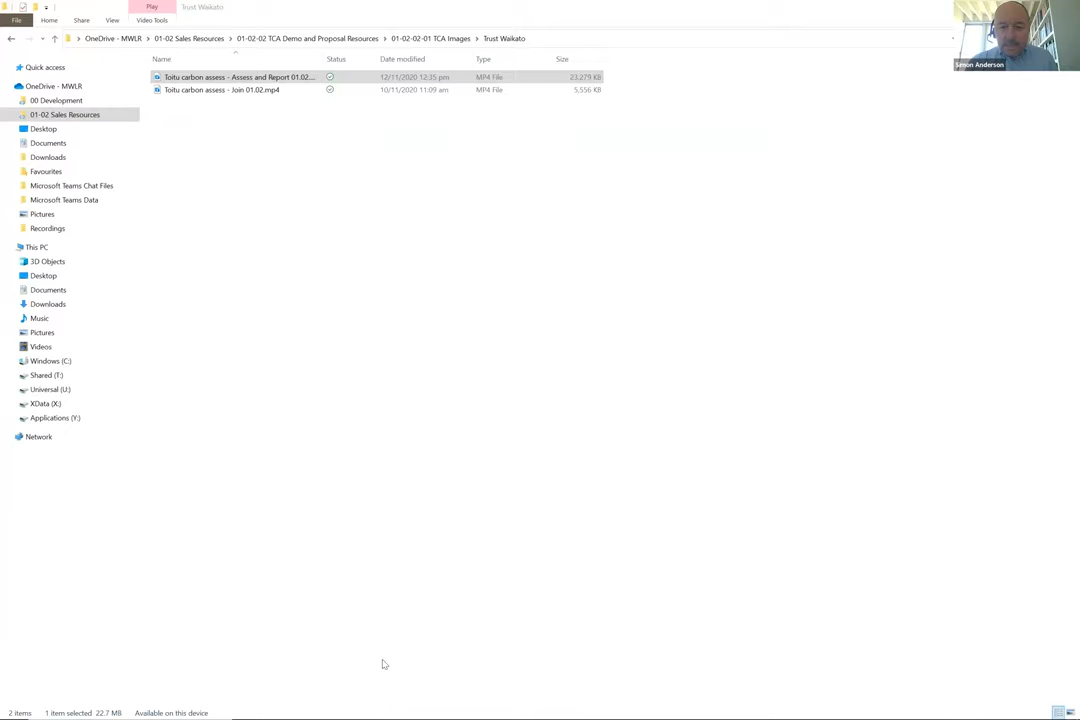 Play
Trust Waikato
File
Home
Share
View
Video Tools
OneDrive - MWLR
01-02 Sales Resources
01-02-02 TCA Demo and Proposal Resources
01-02-02-01 TCA Images
Trust Waikato
Simon Anderson
Name
Status
Date modified
Type
Size
Toitu carbon assess - Assess and Report 01.02....
12/11/2020 12:35 pm
MP4 File
23,279 KB
Toitu carbon assess - Join 01.02.mp4
10/11/2020 11:09 am
MP4 File
5,556 KB
Quick access
OneDrive - MWLR
00 Development
01-02 Sales Resources
Desktop
Documents
Downloads
Favourites
Microsoft Teams Chat Files
Microsoft Teams Data
Pictures
Recordings
This PC
3D Objects
Desktop
Documents
Downloads
Music
Pictures
Videos
Windows (C:)
Shared (T:)
Universal (U:)
XData (X:)
Applications (Y:)
Network
2 items
1 item selected 22.7 MB
Available on this device